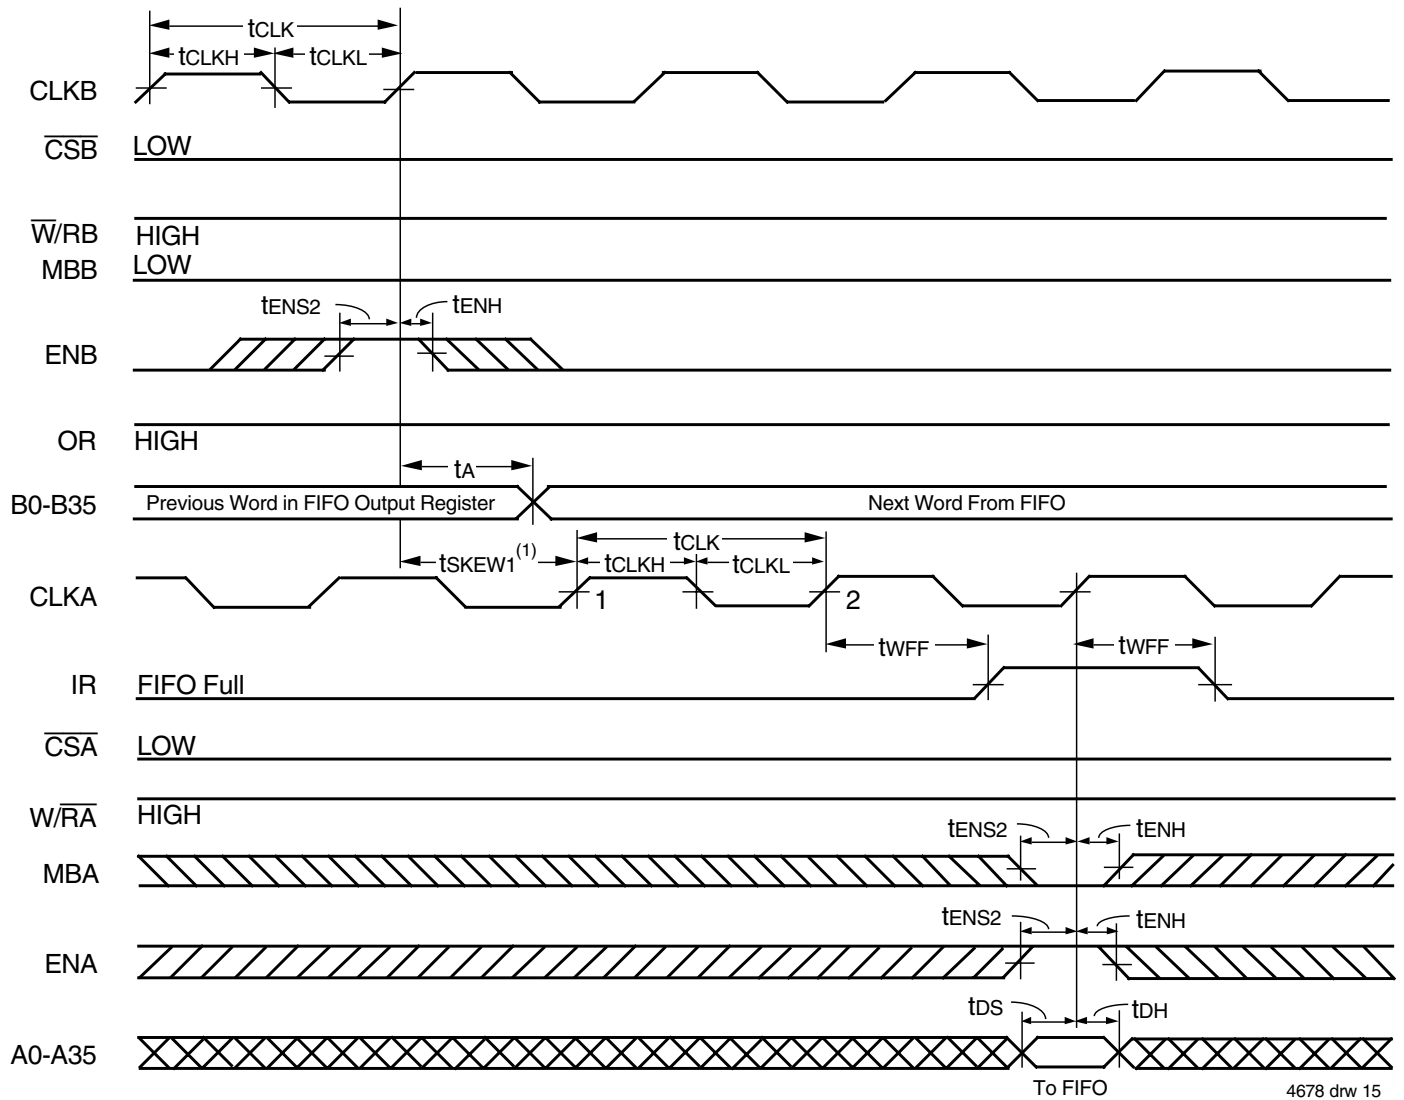 tCLK
tCLKH
tCLKL
CLKB
CSB
LOW
W/RB
HIGH
MBB
LOW
tENS2
tENH
ENB
OR
HIGH
tA
B0-B35
Previous Word in FIFO Output Register
Next Word From FIFO
tCLK
tSKEW1(1)
tCLKH
tCLKL
CLKA
1
2
tWFF
tWFF
IR
FIFO Full
CSA
LOW
W/RA
HIGH
tENS2
tENH
MBA
tENS2
tENH
ENA
tDS
tDH
A0-A35
To FIFO
4678 drw 15